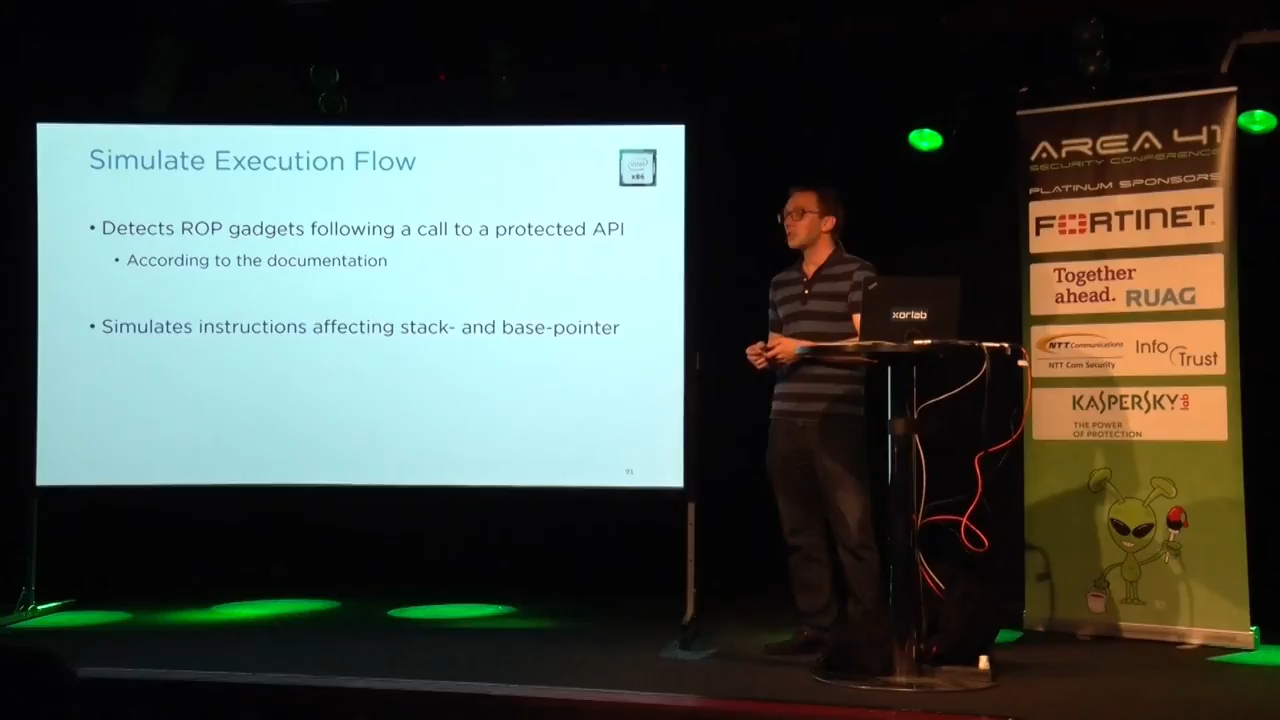 Simulate Execution Flow
intel
x86
• Detects ROP gadgets following a call to a protected API
• According to the documentation
• Simulates instructions affecting stack- and base-pointer
91
xorlab
AREA 41
SECURITY CONFERENCE
PLATINUM SPONSORS
FORTINET
Together
ahead. RUAG
NTT Communications
NTT Com Security
Info
Trust
KASPERSKY lab
THE POWER
OF PROTECTION